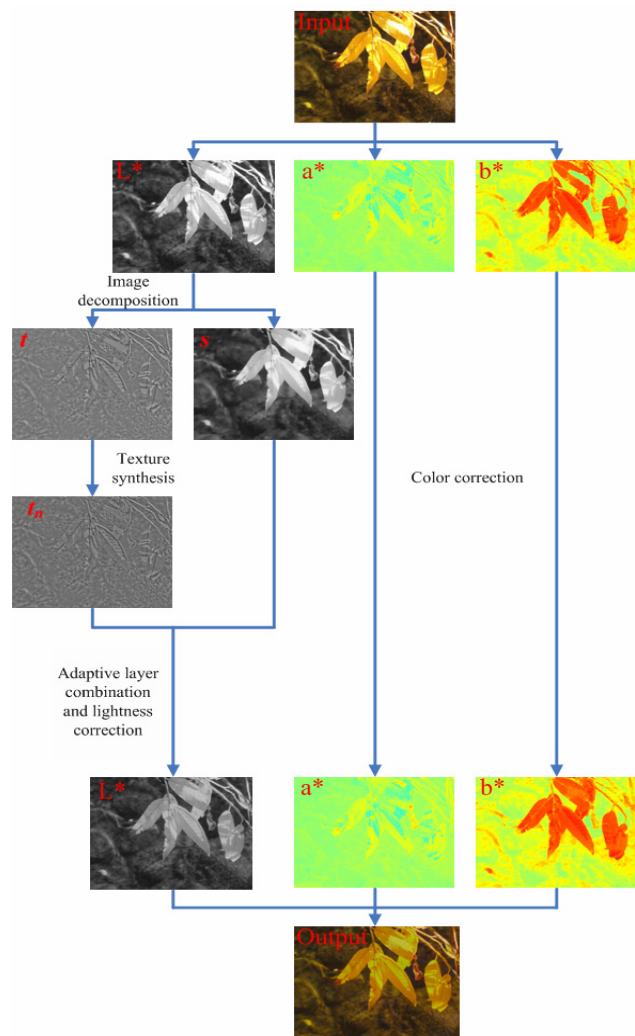 Input
L*
a*
b*
Image
decomposition
t
s
Texture
synthesis
Color correction
tn
Adaptive layer
combination
and lightness
correction
L*
a*
b*
Output